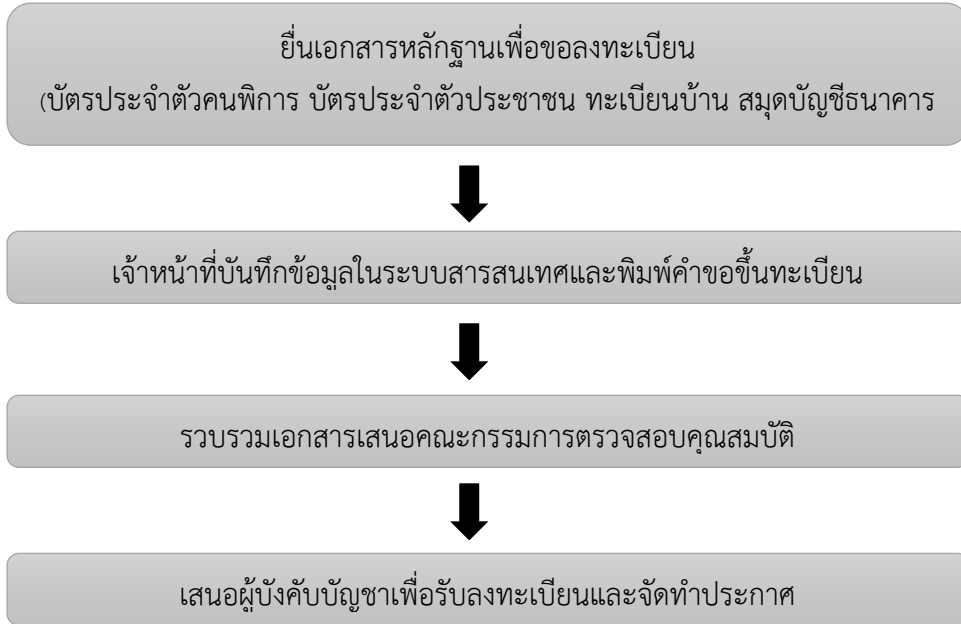 ยื่นเอกสารหลักฐานเพื่อขอลงทะเบียน
(บัตรประจำตัวคนพิการ บัตรประจำตัวประชาชน ทะเบียนบ้าน สมุดบัญชีธนาคาร
เจ้าหน้าที่บันทึกข้อมูลในระบบสารสนเทศและพิมพ์คำขอขึ้นทะเบียน
รวบรวมเอกสารเสนอคณะกรรมการตรวจสอบคุณสมบัติ
เสนอผู้บังคับบัญชาเพื่อรับลงทะเบียนและจัดทำประกาศ